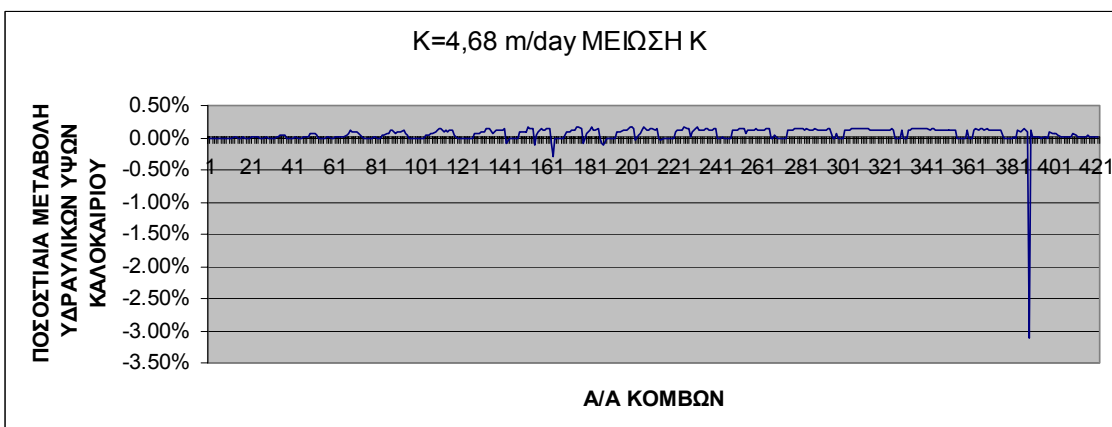 K=4,68 m/day ΜΕΙΩΣΗ Κ
ΠΟΣΟΣΤΙΑΙΑ ΜΕΤΑΒΟΛΗ
ΥΔΡΑΥΛΙΚΩΝ ΥΨΩΝ
ΚΑΛΟΚΑΙΡΙΟΥ
0.50%
0.00%
-0.50%
-1.00%
-1.50%
-2.00%
-2.50%
-3.00%
-3.50%
1 21 41 61 81 101 121 141 161 181 201 221 241 261 281 301 321 341 361 381 401 421
Α/Α ΚΟΜΒΩΝ